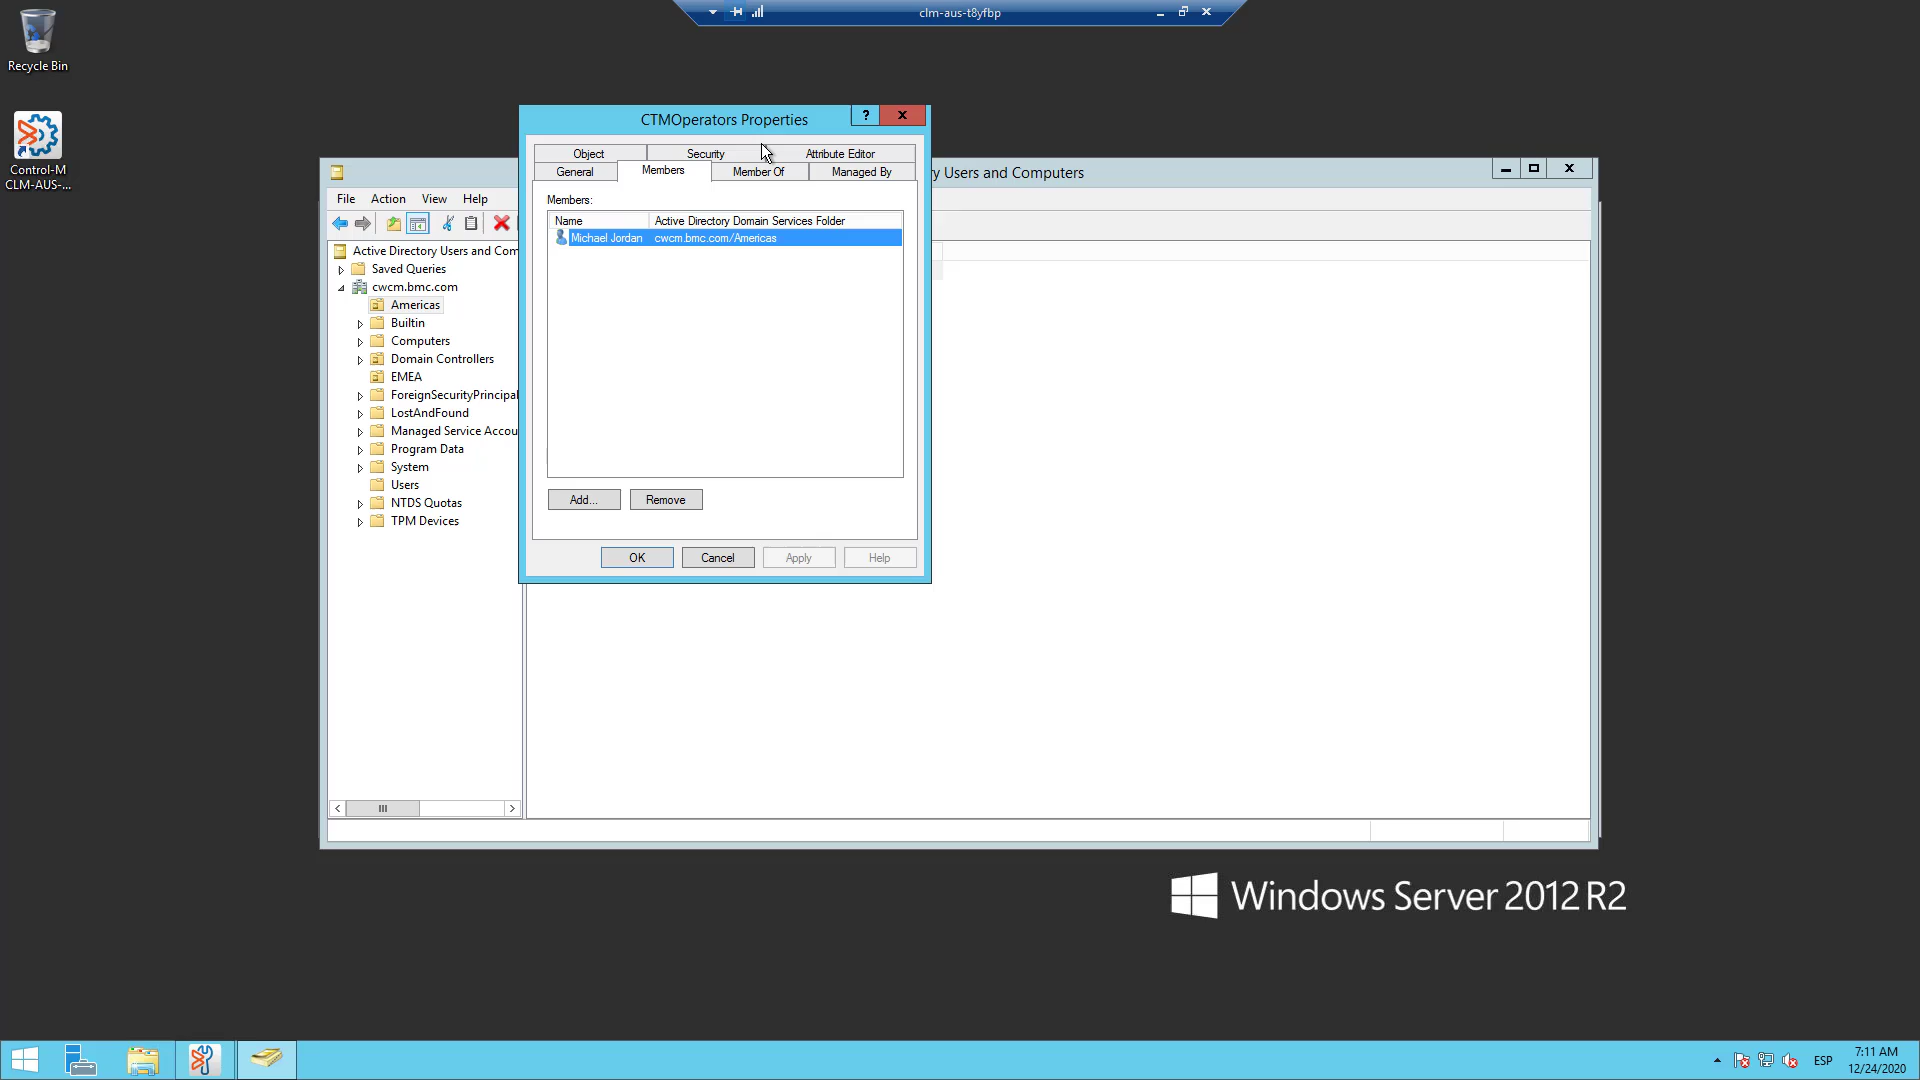 clm-aus-t8yfbp
Recycle Bin
Control-M
CLM-AUS-...
CTMOperators Properties
?
Object
Security
Attribute Editor
General
Members
Member Of
Managed By
Members:
Name
Active Directory Domain Services Folder
Michael Jordan
cwcm.bmc.com/Americas
Add...
Remove
OK
Cancel
Apply
Help
y Users and Computers
File
Action
View
Help
Active Directory Users and Com
Saved Queries
cwcm.bmc.com
Americas
Builtin
Computers
Domain Controllers
EMEA
ForeignSecurityPrincipal
LostAndFound
Managed Service Accou
Program Data
System
Users
NTDS Quotas
TPM Devices
Windows Server 2012 R2
ESP
7:11 AM
12/24/2020